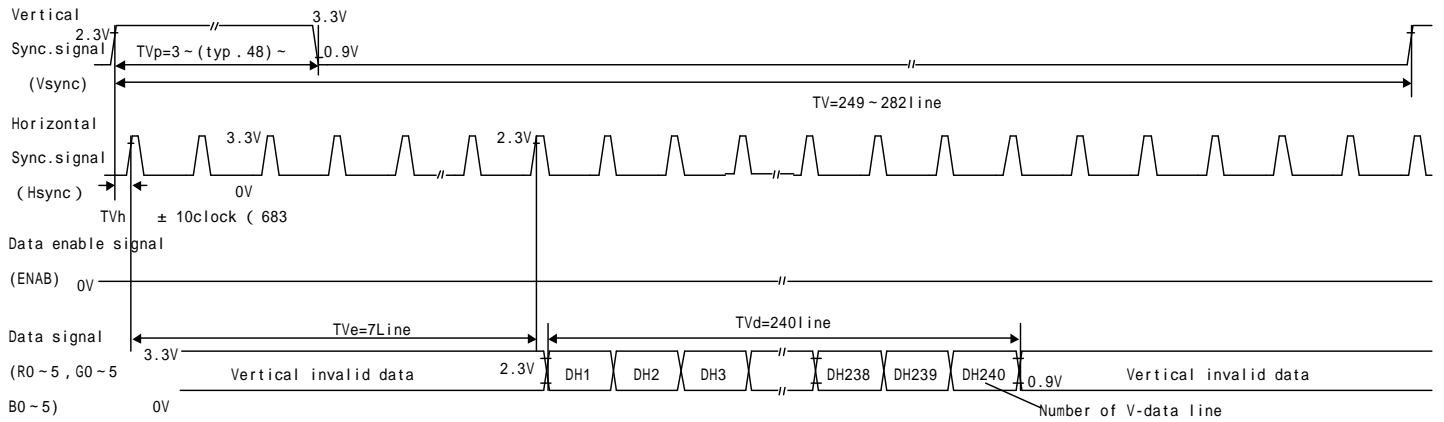 Vertical
3.3V
2.3V
Sync.signal
TVp=3～(typ．48)～
0.9V
(Vsync)
TV=249～282line
Horizontal
3.3V
2.3V
Sync.signal
(Hsync)
0V
TVh ± 10clock ( 683
Data enable signal
(ENAB) 0V
TVe=7Line
TVd=240line
Data signal
3.3V
(R0～5，G0～5
Vertical invalid data
2.3V
DH1
DH2
DH3
DH238
DH239
DH240
0.9V
Vertical invalid data
B0～5)
0V
Number of V-data line